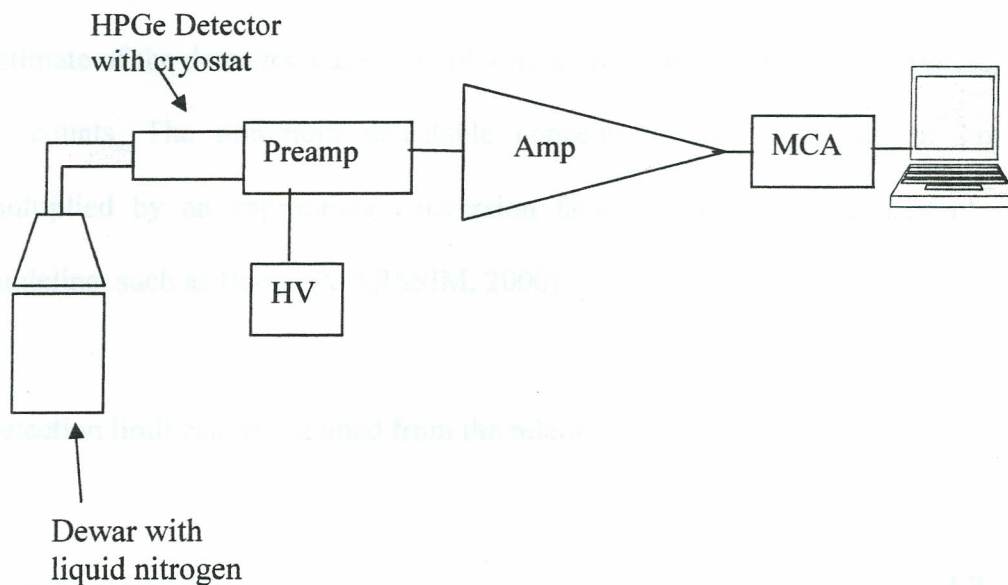 HPGe Detector
with cryostat
Preamp
Amp
MCA
HV
Dewar with
liquid nitrogen